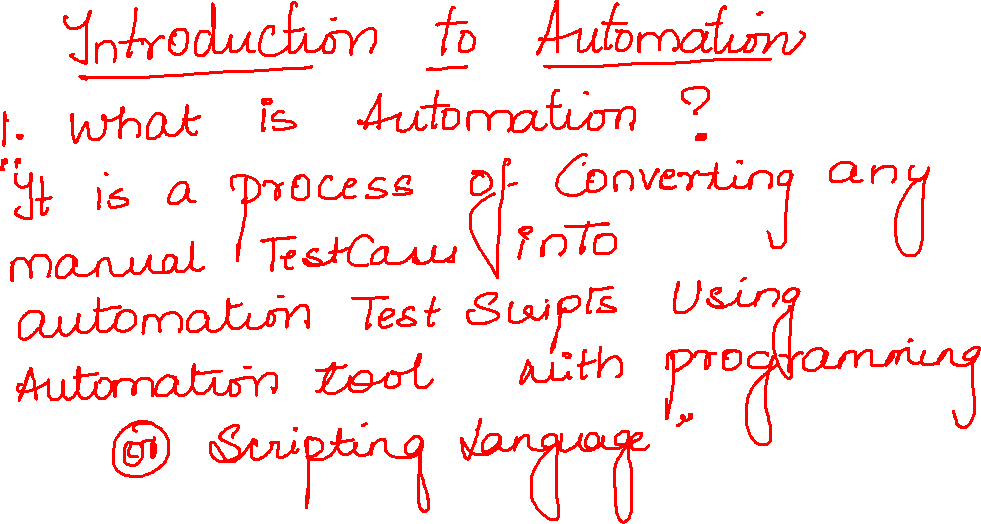 Introduction to Automation
1. What is Automation ?
"It is a process of Converting any
manual TestCases into
automation Test Scripts Using
Automation tool with programming
(or) Scripting Language"